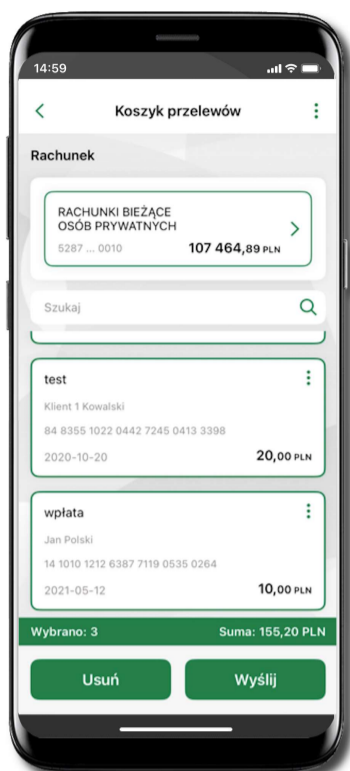 14:59
Koszyk przelewów
Rachunek
RACHUNKI BIEŻĄCE
OSÓB PRYWATNYCH
5287 ... 0010 107 464,89 PLN
Szukaj
test
Klient 1 Kowalski
84 8355 1022 0442 7245 0413 3398
2020-10-20 20,00 PLN
wpłata
Jan Polski
14 1010 1212 6387 7119 0535 0264
2021-05-12 10,00 PLN
Wybrano: 3 Suma: 155,20 PLN
Usuń Wyślij